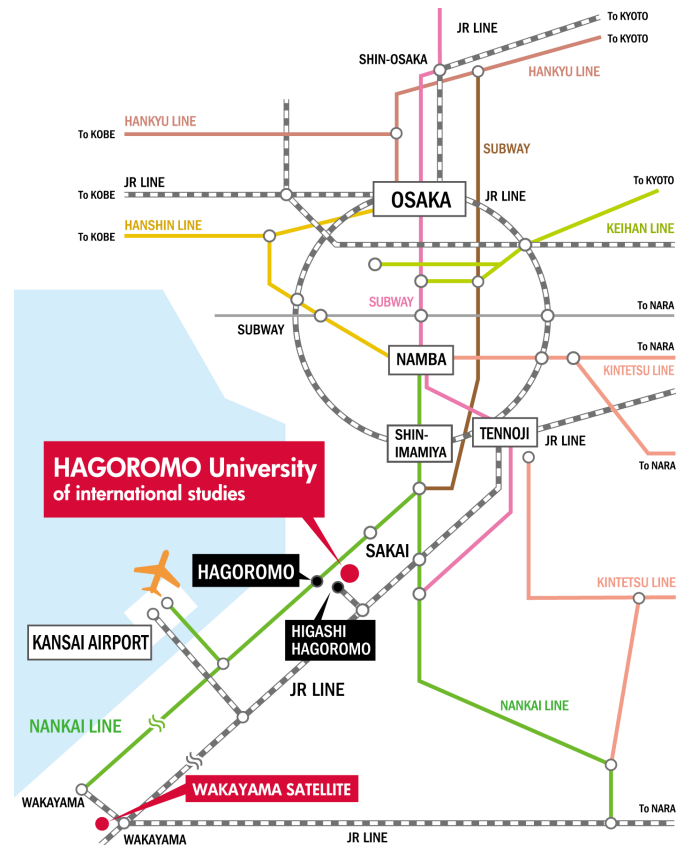 To KYOTO
JR LINE
To KYOTO
SHIN-OSAKA
HANKYU LINE
HANKYU LINE
To KOBE
SUBWAY
JR LINE
To KOBE
OSAKA
JR LINE
To KYOTO
HANSHIN LINE
To KOBE
KEIHAN LINE
SUBWAY
To NARA
SUBWAY
To NARA
NAMBA
KINTETSU LINE
SHIN-
IMAMIYA
TENNOJI
JR LINE
To NARA
HAGOROMO University
of international studies
SAKAI
HAGOROMO
KINTETSU LINE
HIGASHI
HAGOROMO
KANSAI AIRPORT
JR LINE
NANKAI LINE
NANKAI LINE
WAKAYAMA SATELLITE
WAKAYAMA
To NARA
WAKAYAMA
JR LINE